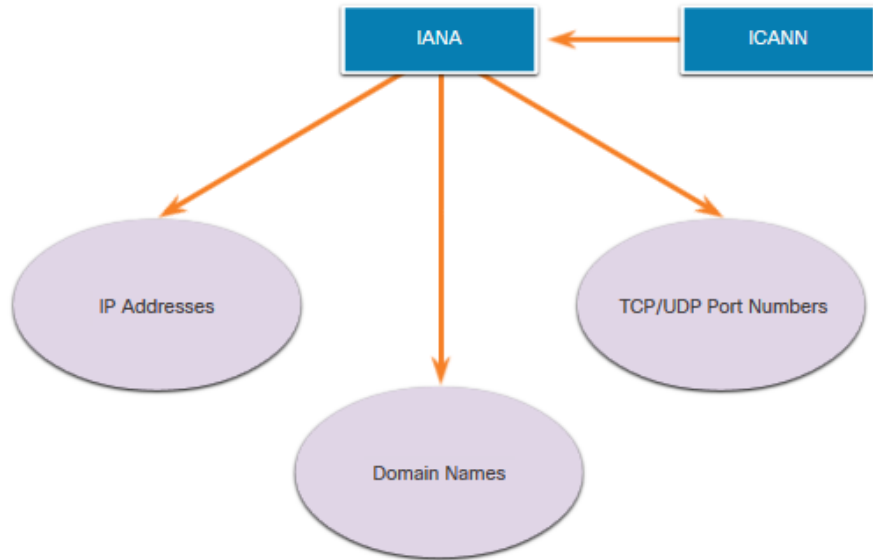 IANA
ICANN
IP Addresses
TCP/UDP Port Numbers
Domain Names